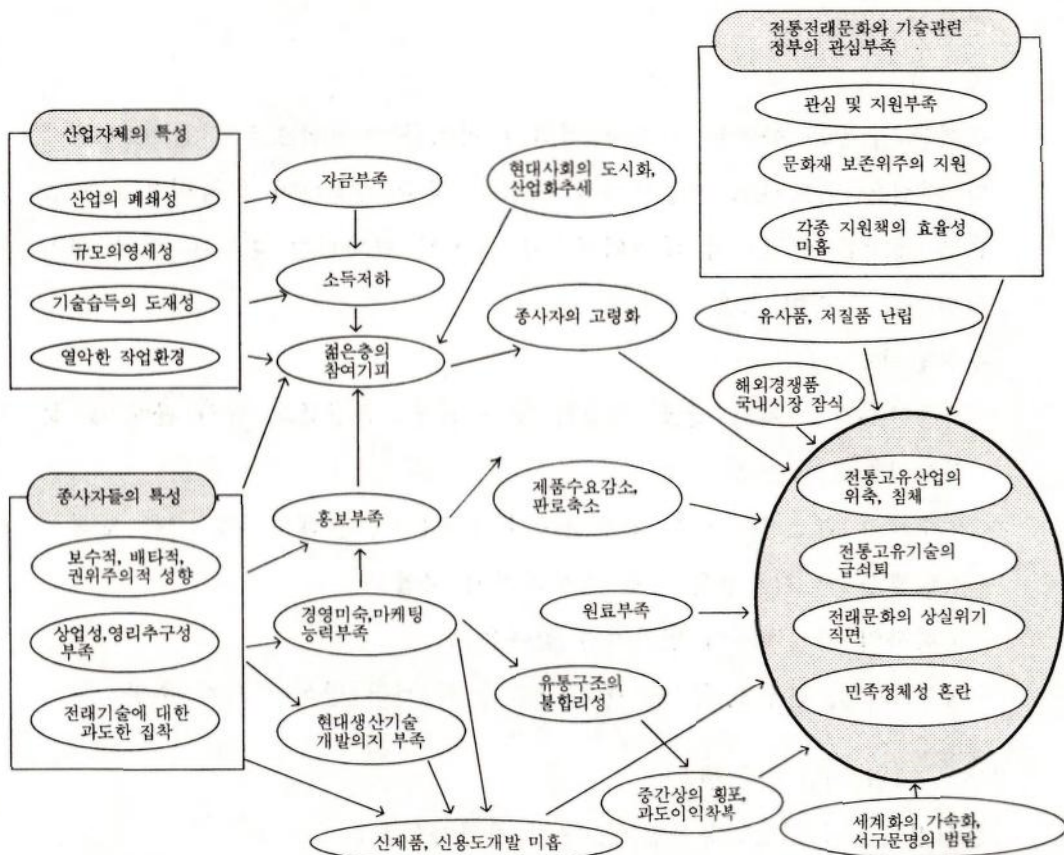 전통전래문화와 기술관련
정부의 관심부족
관심 및 지원부족
문화재 보존위주의 지원
각종 지원책의 효율성
미흡
산업자체의 특성
산업의 폐쇄성
규모의영세성
기술습득의 도재성
열악한 작업환경
자금부족
소득저하
젊은층의
참여기피
현대사회의 도시화,
산업화추세
종사자의 고령화
유사품, 저질품 난립
해외경쟁품
국내시장 잠식
종사자들의 특성
보수적, 배타적,
권위주의적 성향
상업성,영리추구성
부족
전래기술에 대한
과도한 집착
홍보부족
경영미숙,마케팅
능력부족
현대생산기술
개발의지 부족
신제품, 신용도개발 미흡
제품수요감소,
판로축소
원료부족
유통구조의
불합리성
중간상의 횡포,
과도이익착복
전통고유산업의
위축, 침체
전통고유기술의
급쇠퇴
전래문화의 상실위기
직면
민족정체성 혼란
세계화의 가속화,
서구문명의 범람